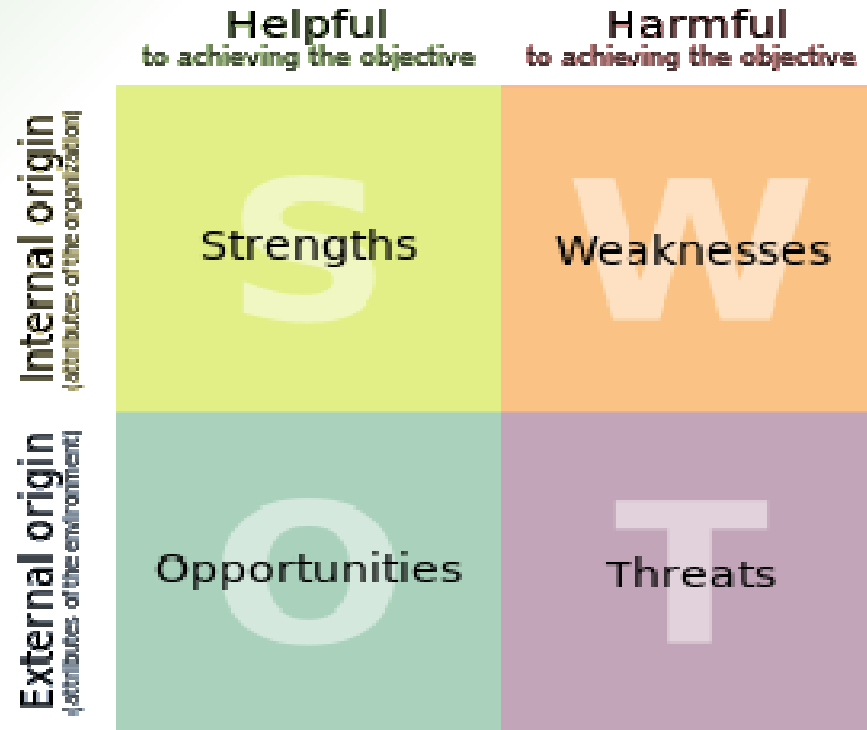 Helpful
to achieving the objective
Harmful
to achieving the objective
Internal origin
(attributes of the organization)
S
Strengths
W
Weaknesses
External origin
(attributes of the environment)
O
Opportunities
T
Threats